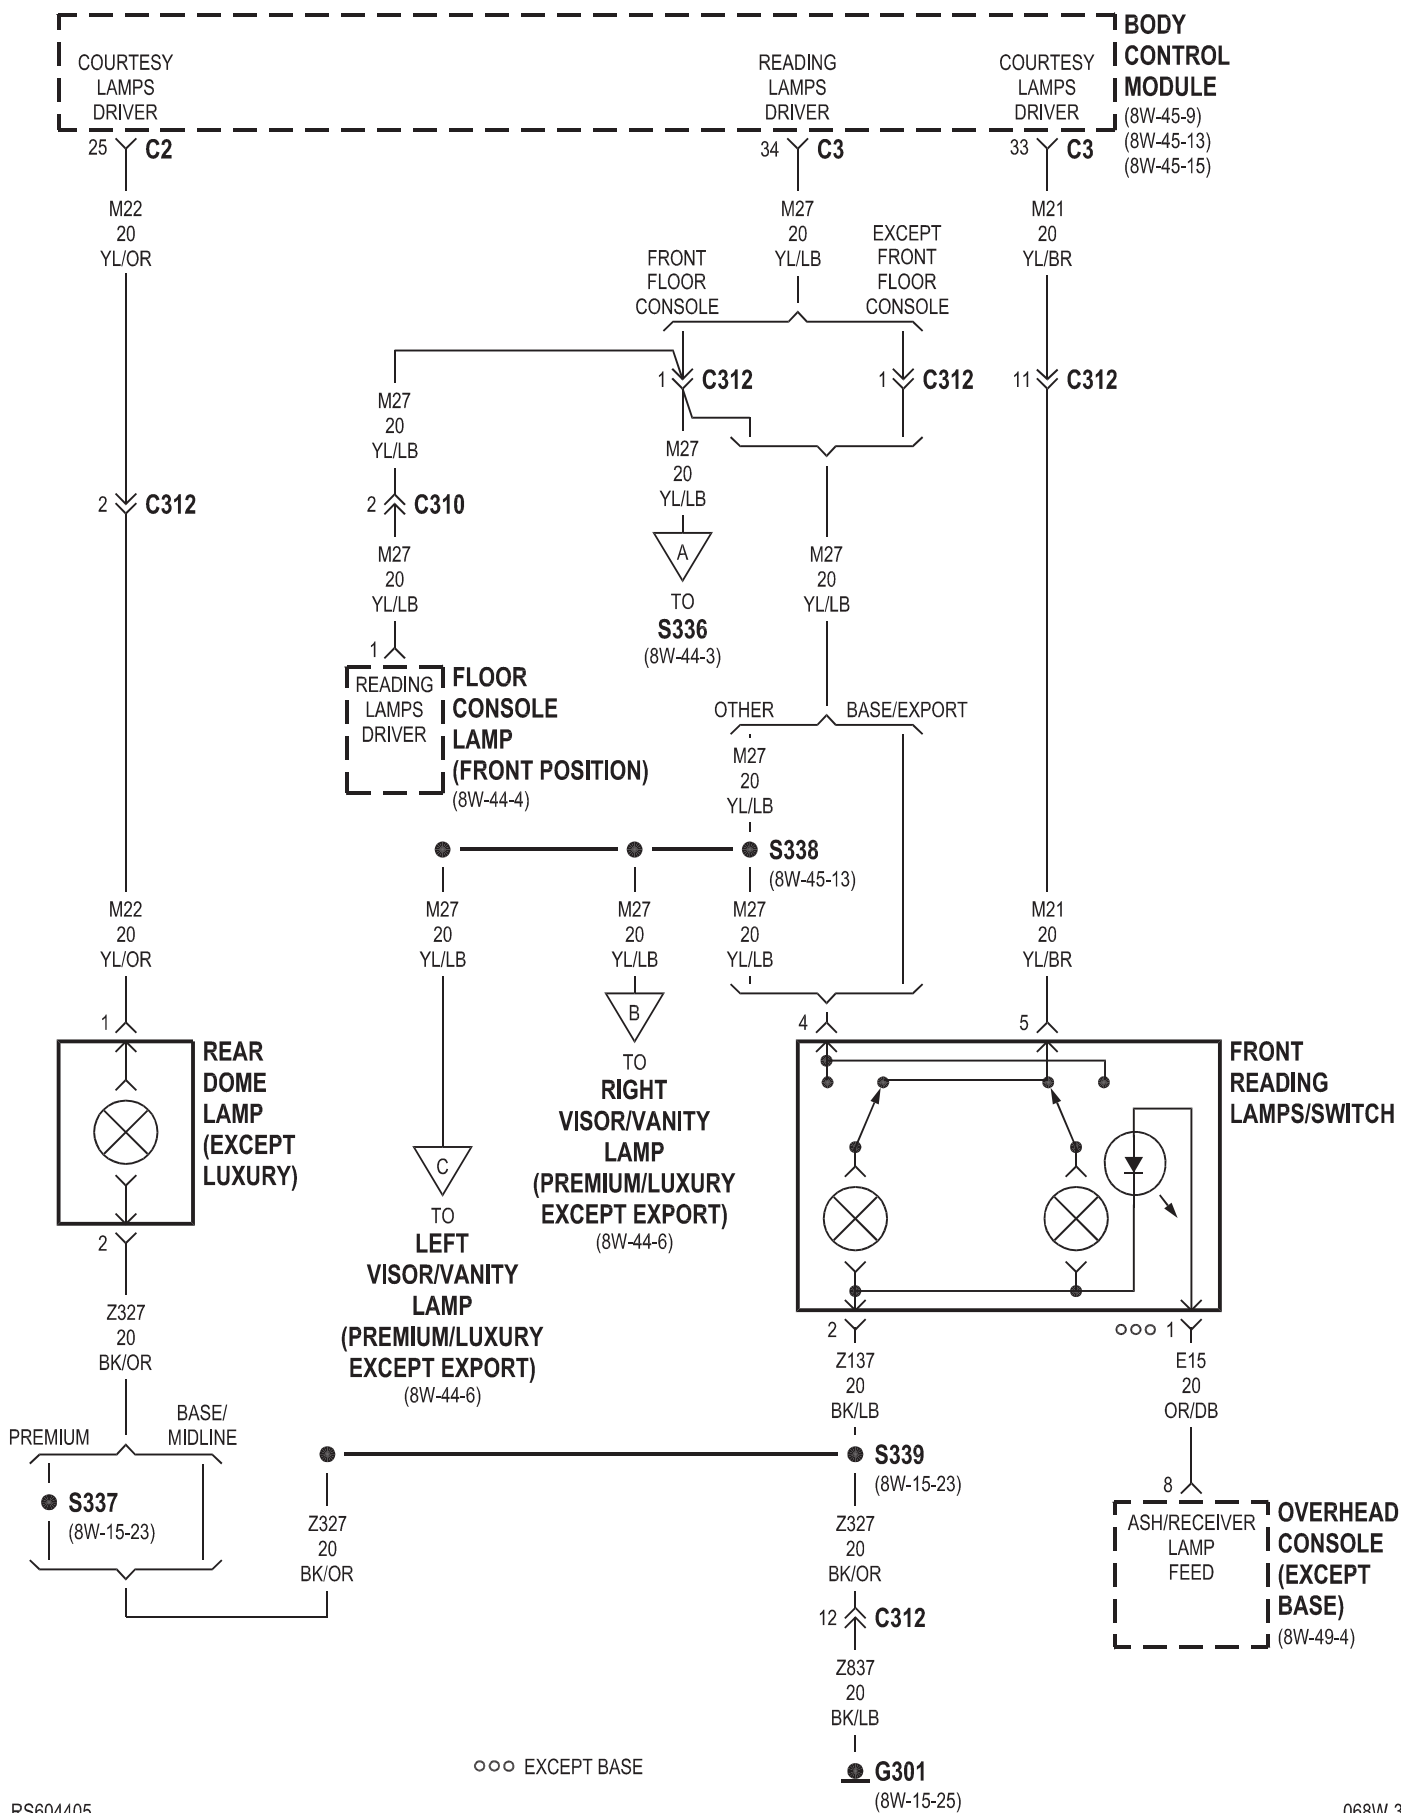 BODY
CONTROL
MODULE
(8W-45-9)
(8W-45-13)
(8W-45-15)
COURTESY
LAMPS
DRIVER
READING
LAMPS
DRIVER
COURTESY
LAMPS
DRIVER
25 C2
34 C3
33 C3
M22
20
YL/OR
M27
20
YL/LB
M21
20
YL/BR
FRONT
FLOOR
CONSOLE
EXCEPT
FRONT
FLOOR
CONSOLE
1 C312
1 C312
11 C312
M27
20
YL/LB
M27
20
YL/LB
2 C312
2 C310
M27
20
YL/LB
A
TO
S336
(8W-44-3)
M27
20
YL/LB
1
READING
LAMPS
DRIVER
FLOOR
CONSOLE
LAMP
(FRONT POSITION)
(8W-44-4)
OTHER
BASE/EXPORT
M27
20
YL/LB
S338
(8W-45-13)
M22
20
YL/OR
M27
20
YL/LB
M27
20
YL/LB
M27
20
YL/LB
M21
20
YL/BR
1
4
5
REAR
DOME
LAMP
(EXCEPT
LUXURY)
B
TO
RIGHT
VISOR/VANITY
LAMP
(PREMIUM/LUXURY
EXCEPT EXPORT)
(8W-44-6)
FRONT
READING
LAMPS/SWITCH
C
TO
LEFT
VISOR/VANITY
LAMP
(PREMIUM/LUXURY
EXCEPT EXPORT)
(8W-44-6)
2
Z327
20
BK/OR
2
1
Z137
20
BK/LB
E15
20
OR/DB
PREMIUM
BASE/
MIDLINE
S337
(8W-15-23)
S339
(8W-15-23)
Z327
20
BK/OR
Z327
20
BK/OR
8
ASH/RECEIVER
LAMP
FEED
OVERHEAD
CONSOLE
(EXCEPT
BASE)
(8W-49-4)
12 C312
Z837
20
BK/LB
EXCEPT BASE
G301
(8W-15-25)
RS604405
068W-3